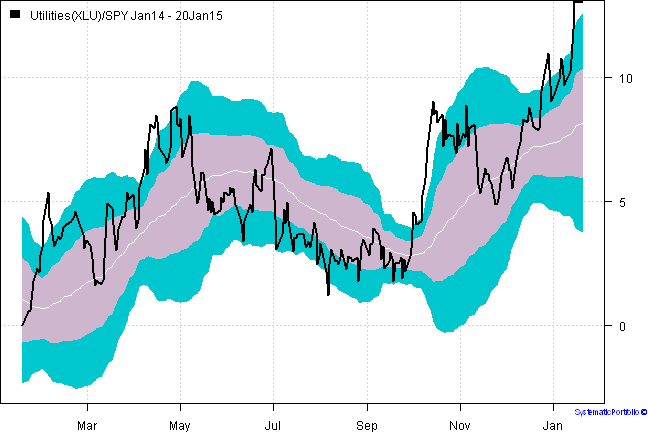 Utilities(XLU)/SPY Jan14 - 20Jan15
10
5
0
SystematicPortfolio ©
Mar May Jul Sep Nov Jan